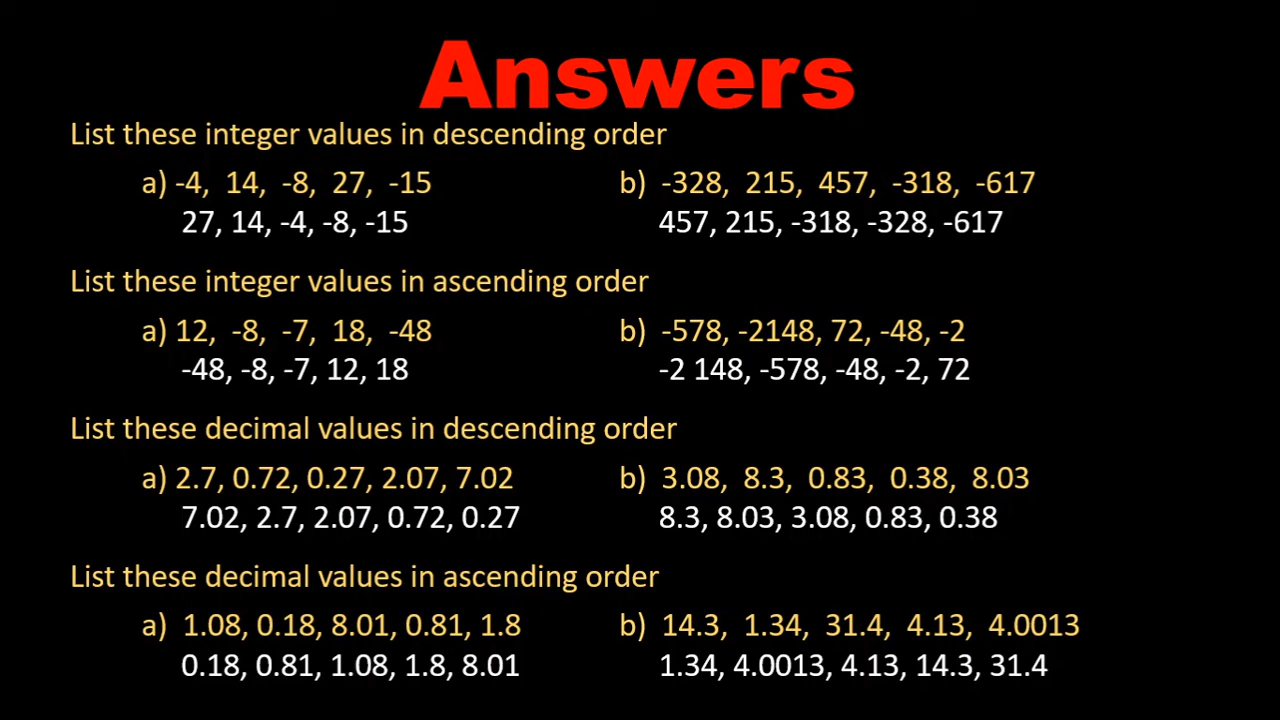 Answers
List these integer values in descending order
a) -4, 14, -8, 27, -15 b) -328, 215, 457, -318, -617
27, 14, -4, -8, -15 457, 215, -318, -328, -617
List these integer values in ascending order
a) 12, -8, -7, 18, -48 b) -578, -2148, 72, -48, -2
-48, -8, -7, 12, 18 -2 148, -578, -48, -2, 72
List these decimal values in descending order
a) 2.7, 0.72, 0.27, 2.07, 7.02 b) 3.08, 8.3, 0.83, 0.38, 8.03
7.02, 2.7, 2.07, 0.72, 0.27 8.3, 8.03, 3.08, 0.83, 0.38
List these decimal values in ascending order
a) 1.08, 0.18, 8.01, 0.81, 1.8 b) 14.3, 1.34, 31.4, 4.13, 4.0013
0.18, 0.81, 1.08, 1.8, 8.01 1.34, 4.0013, 4.13, 14.3, 31.4